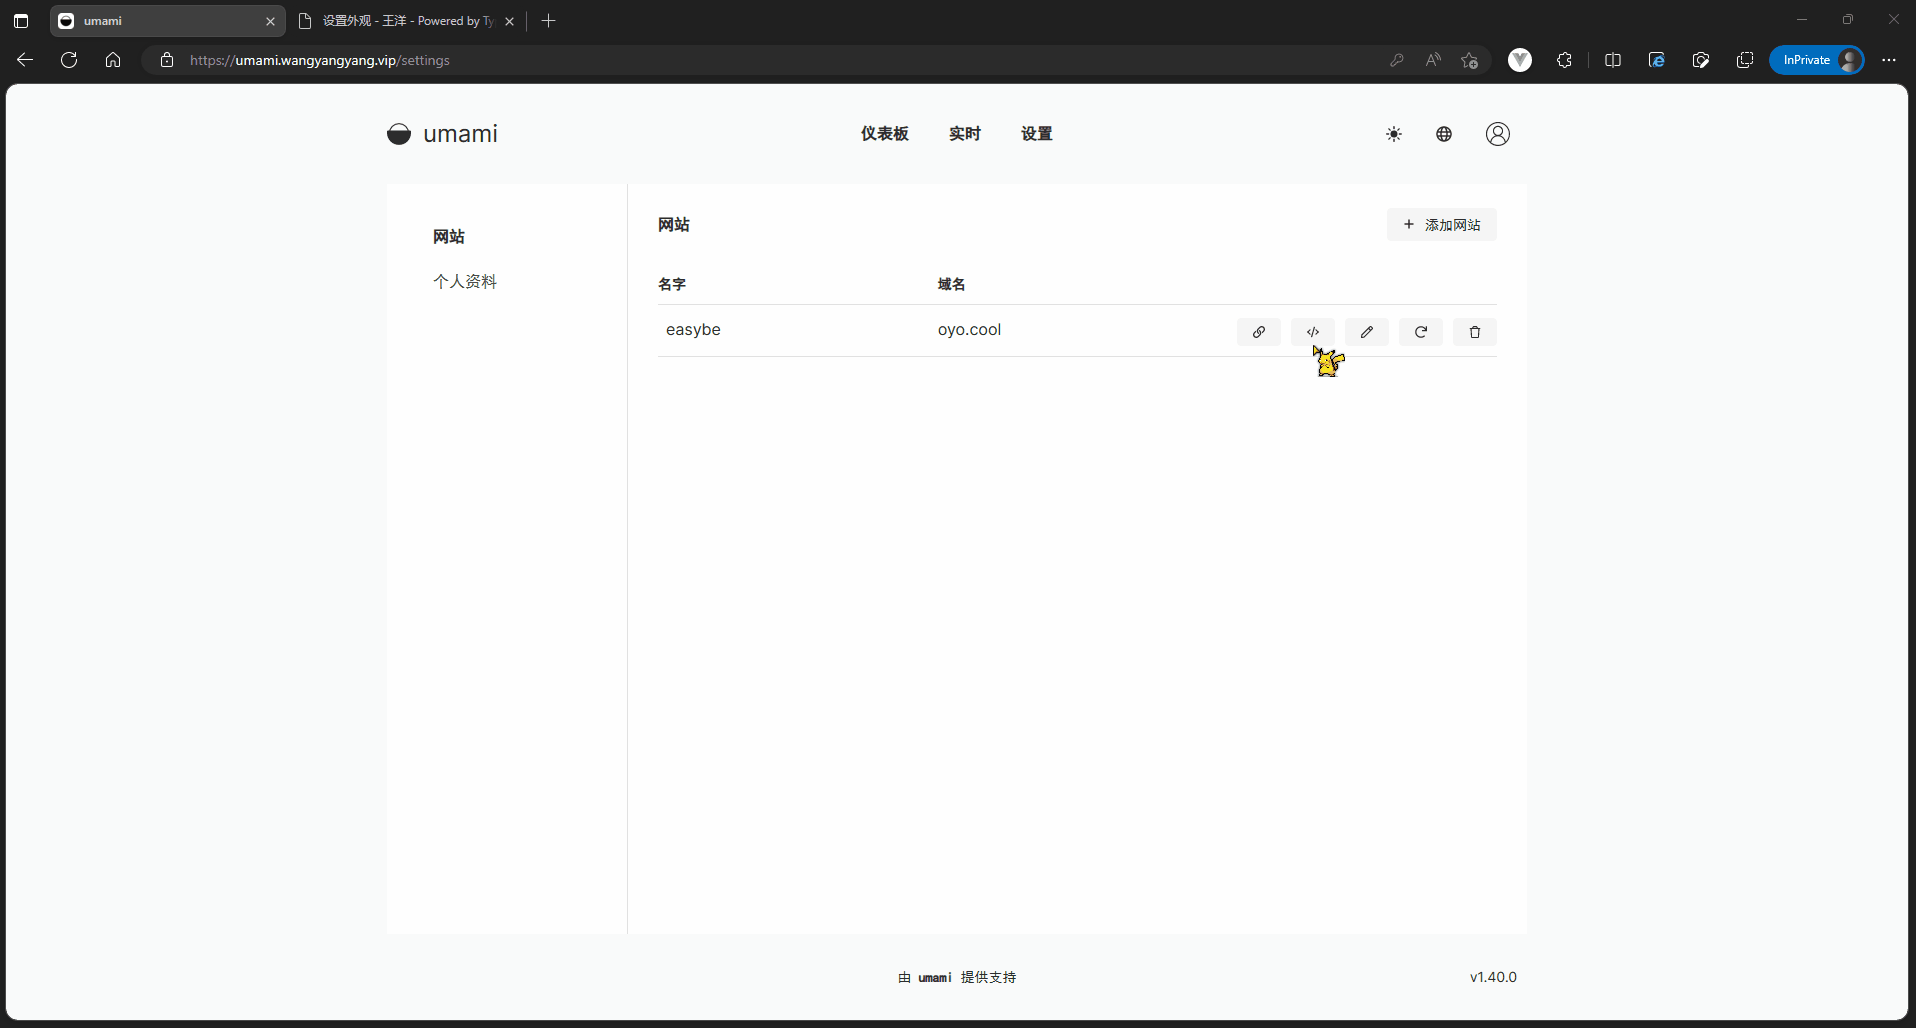 umami
设置外观 - 王洋 - Powered by Ty
https://umami.wangyangyang.vip/settings
InPrivate
umami
仪表板
实时
设置
网站
个人资料
网站
+ 添加网站
名字 域名
easybe oyo.cool
由 umami 提供支持
v1.40.0